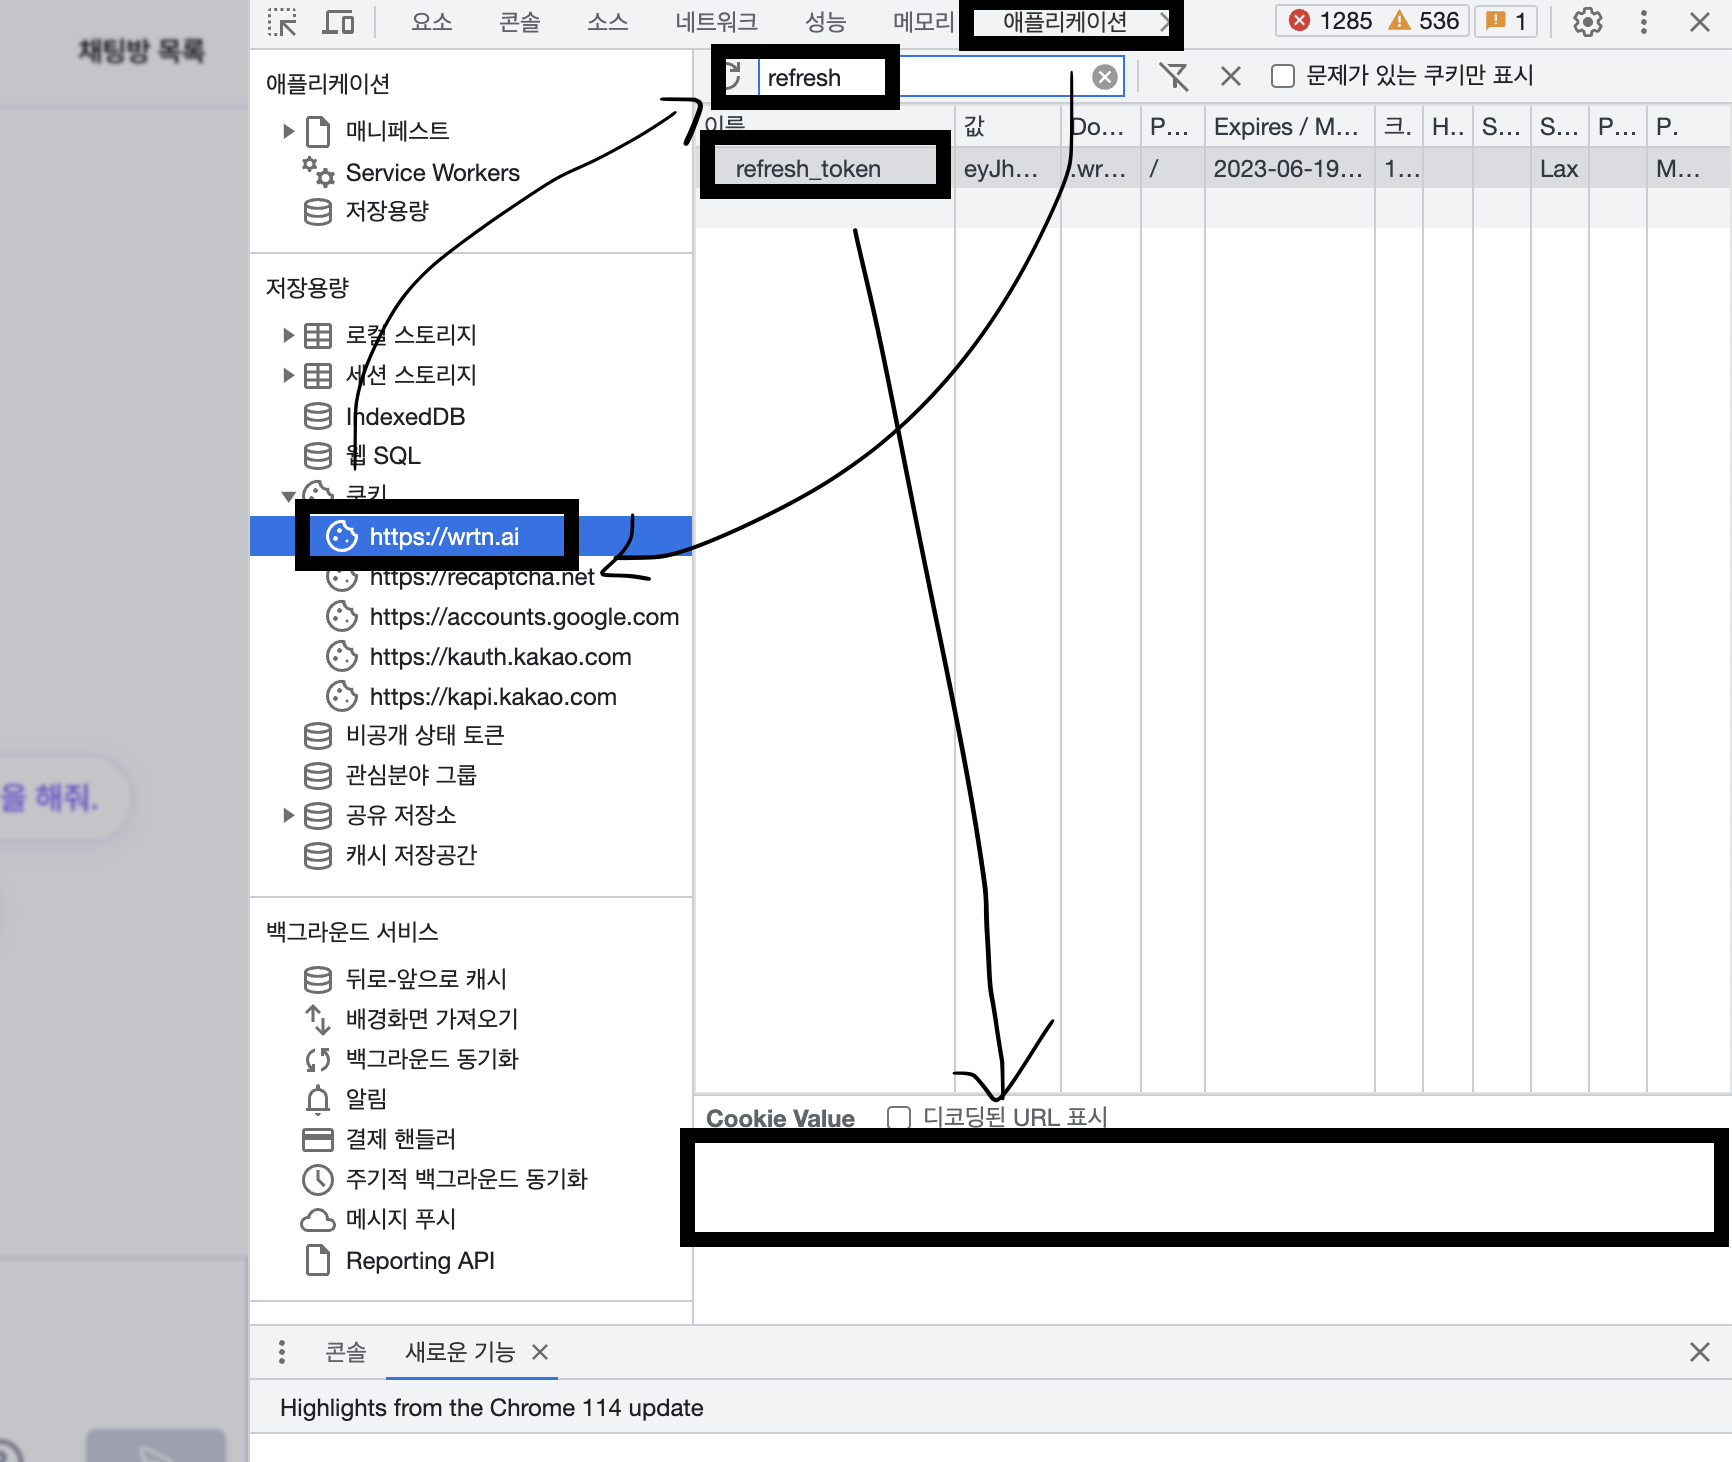 채팅방 목록
을 해줘.
요소 콘솔 소스 네트워크 성능 메모리 애플리케이션 1285 536 1
애플리케이션
매니페스트
Service Workers
저장용량
저장용량
로컬 스토리지
세션 스토리지
IndexedDB
웹 SQL
쿠키
https://wrtn.ai
https://recaptcha.net
https://accounts.google.com
https://kauth.kakao.com
https://kapi.kakao.com
비공개 상태 토큰
관심분야 그룹
공유 저장소
캐시 저장공간
백그라운드 서비스
뒤로-앞으로 캐시
배경화면 가져오기
백그라운드 동기화
알림
결제 핸들러
주기적 백그라운드 동기화
메시지 푸시
Reporting API
refresh 문제가 있는 쿠키만 표시
이름 값 Do... P... Expires / M... 크. H.. S... S... P... P.
refresh_token eyJh... .wr... / 2023-06-19... 1... Lax M...
Cookie Value 디코딩된 URL 표시
콘솔 새로운 기능
Highlights from the Chrome 114 update